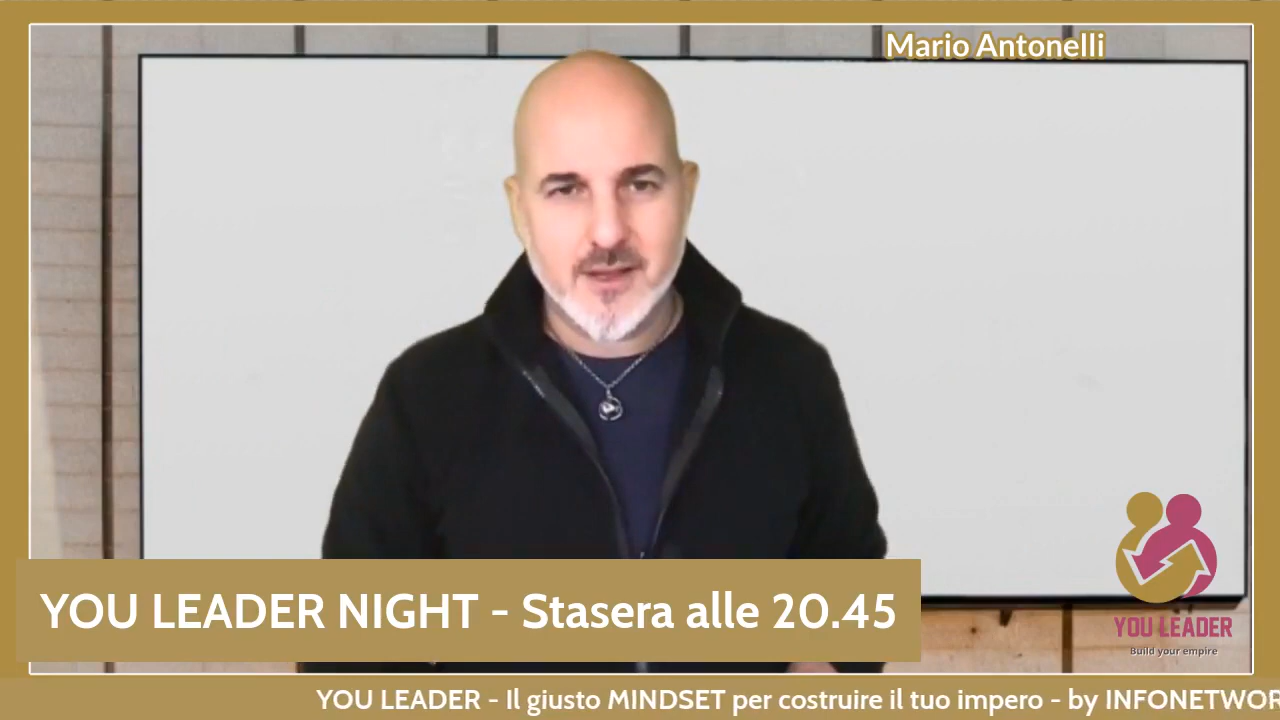 Mario Antonelli
YOU LEADER NIGHT - Stasera alle 20.45
YOU LEADER
Build your empire
YOU LEADER - Il giusto MINDSET per costruire il tuo impero - by INFONETWOR